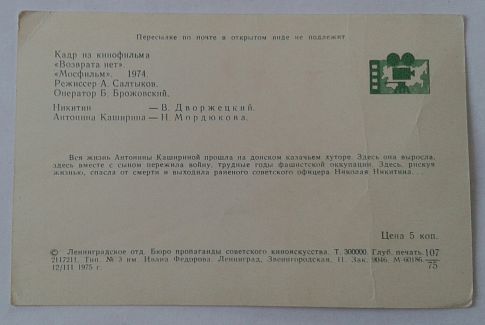 Пересылке по почте в открытом виде не подлежит
Кадр из кинофильма
«Возврата нет».
«Мосфильм». 1974.
Режиссер А. Салтыков.
Оператор Б. Брожовский.
Никитин — В. Дворжецкий.
Антонина Каширина — Н. Мордюкова.
Вся жизнь Антонины Кашириной прошла на донском казачьем хуторе. Здесь она выросла,
здесь вместе с сыном пережила войну, трудные годы фашистской оккупации. Здесь, рискуя
жизнью, спасла от смерти и выходила раненого советского офицера Николая Никитина...
Цена 5 коп.
© Ленинградское отд. Бюро пропаганды советского киноискусства. Т. 300000. Глуб. печать. 107
2117211. Тип. № 3 им. Ивана Федорова. Ленинград, Звенигородская, 11. Зак. 9046. М-60186. 75
12/III 1975 г.